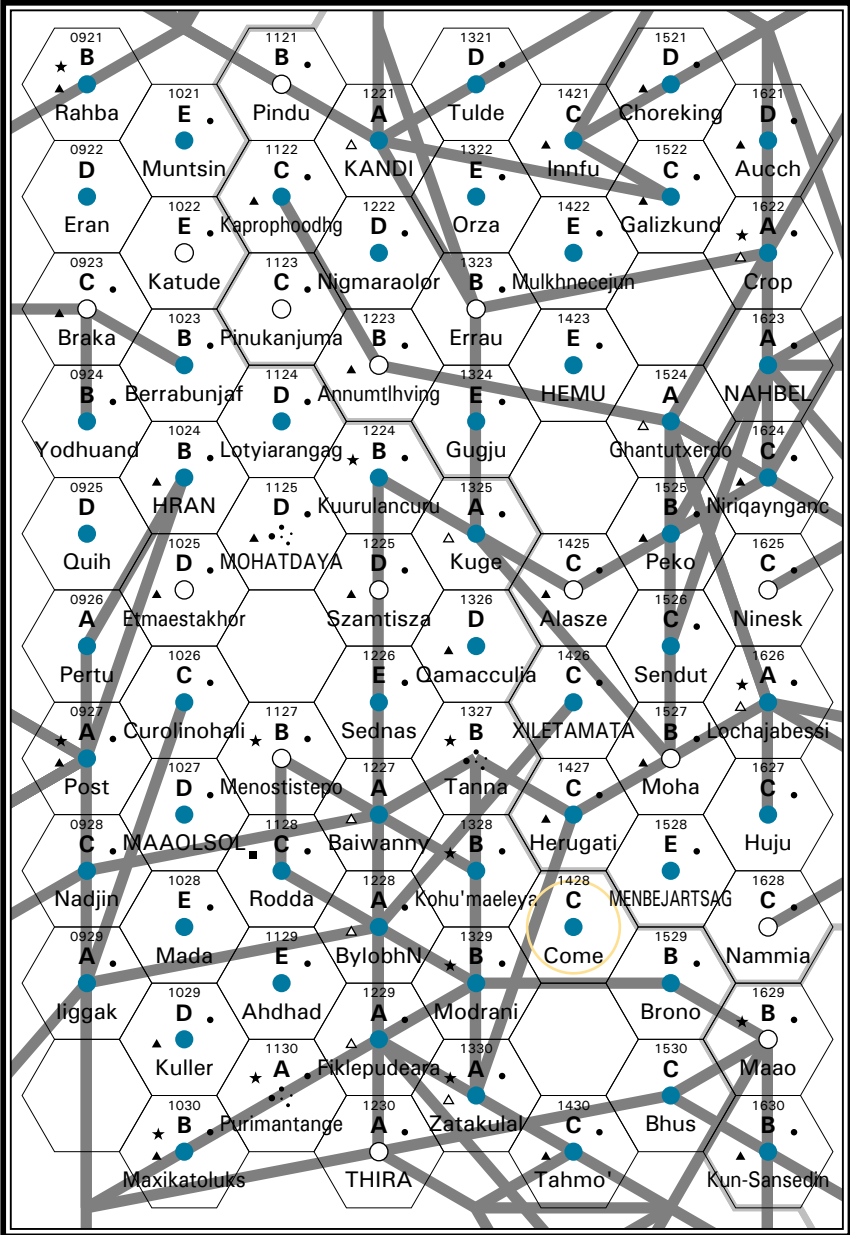 0921
B
Rahba
1121
B
Pindu
1321
D
Tulde
1521
D
Choreking
1021
E
Muntsin
1221
A
KANDI
1421
C
Innfu
1621
D
Aucch
0922
D
Eran
1122
C
Kaprophoodhg
1322
E
Orza
1522
C
Galizkund
1022
E
Katude
1222
D
Nigmaraolor
1422
E
Mulkhnecejun
1622
A
Crop
0923
C
Braka
1123
C
Pinukanjuma
1323
B
Errau
1023
B
Berrabunjaf
1223
B
Annumtlhving
1423
E
HEMU
1623
A
NAHBEL
0924
B
Yodhuand
1124
D
Lotyiarangag
1324
E
Gugju
1524
A
Ghantutxerdo
1024
B
HRAN
1224
B
Kuurulancuru
1624
C
Niriqaynganc
0925
D
Quih
1125
D
MOHATDAYA
1325
A
Kuge
1525
B
Peko
1025
D
Etmaestakhor
1225
D
Szamtisza
1425
C
Alasze
1625
C
Ninesk
0926
A
Pertu
1326
D
Qamacculia
1526
C
Sendut
1026
C
Curolinohali
1226
E
Sednas
1426
C
XILETAMATA
1626
A
Lochajabessi
0927
A
Post
1127
B
Menostistepo
1327
B
Tanna
1527
B
Moha
1027
D
MAAOLSOL
1227
A
Baiwanny
1427
C
Herugati
1627
C
Huju
0928
C
Nadjin
1128
C
Rodda
1328
B
Kohu'maeleya
1528
E
MENBEJARTSAG
1028
E
Mada
1228
A
BylobhN
1428
C
Come
1628
C
Nammia
0929
A
Iiggak
1129
E
Ahdhad
1329
B
Modrani
1529
B
Brono
1029
D
Kuller
1229
A
Fiklepudeara
1629
B
Maao
1130
A
Purimantange
1330
A
Zatakulal
1530
C
Bhus
1030
B
Maxikatoluks
1230
A
THIRA
1430
C
Tahmo'
1630
B
Kun-Sansedin